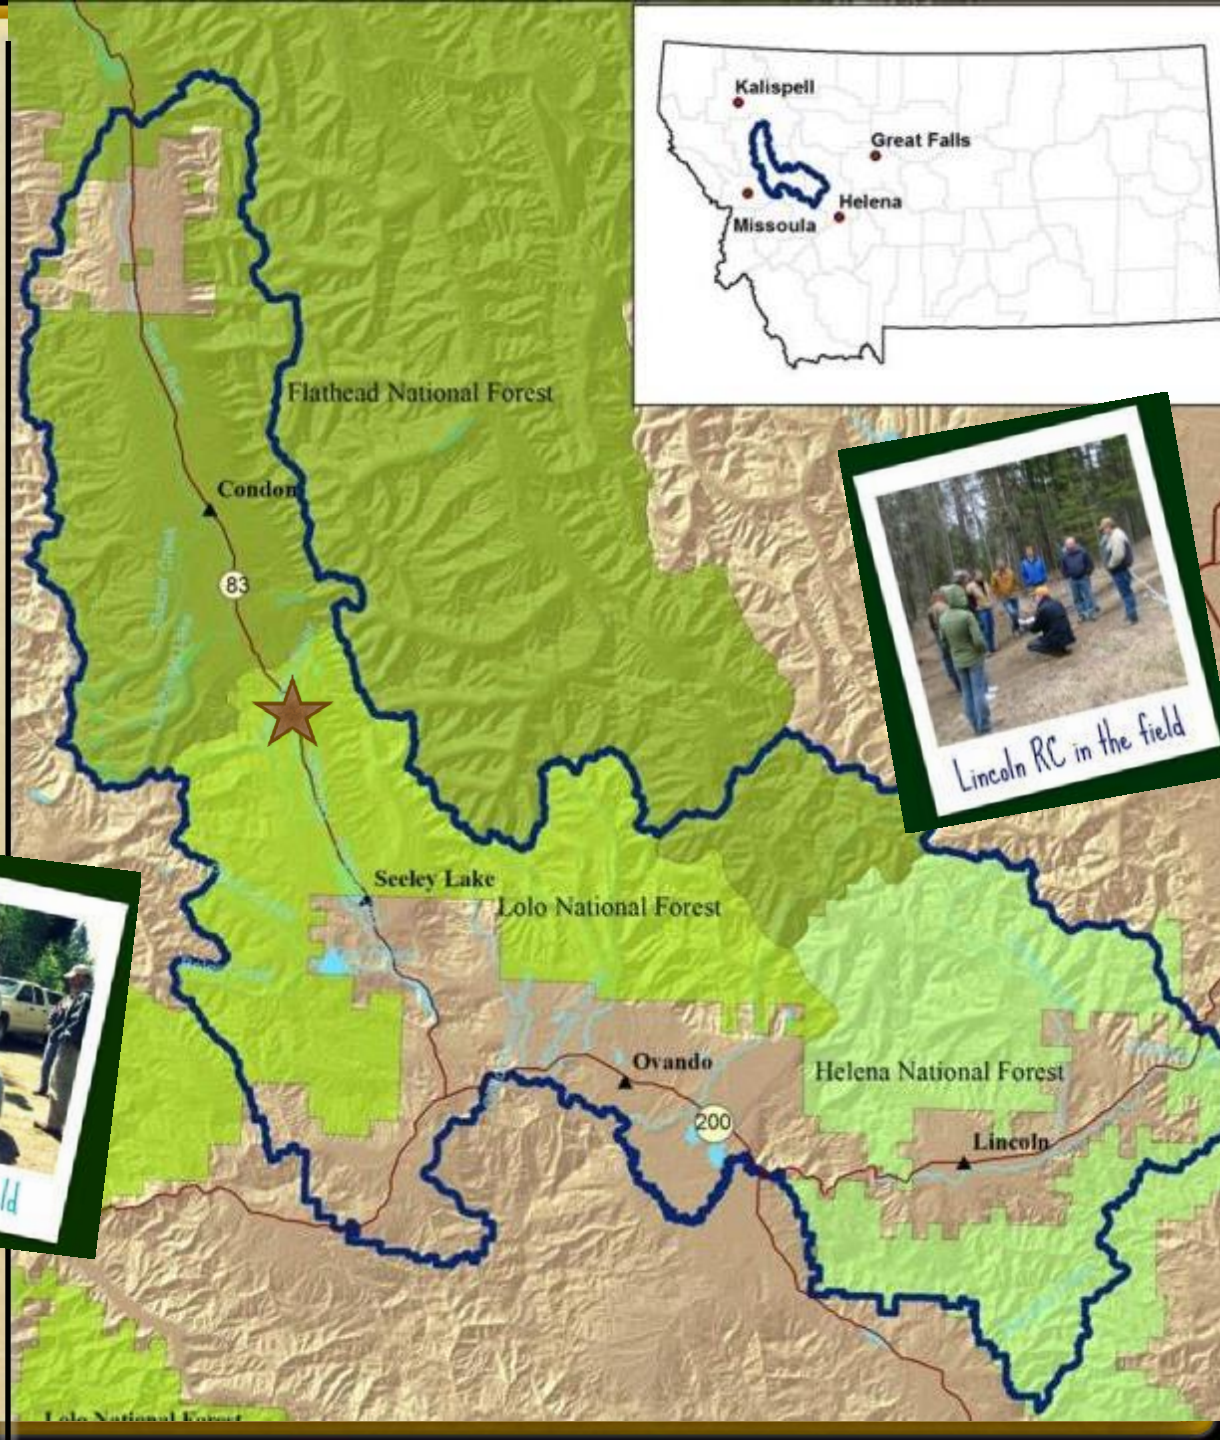 Kalispell
Great Falls
Helena
Missoula
Flathead National Forest
Condon
83
Lincoln RC in the field
Seeley Lake
Lolo National Forest
Ovando
Helena National Forest
200
Lincoln
ld
Lolo National Forest